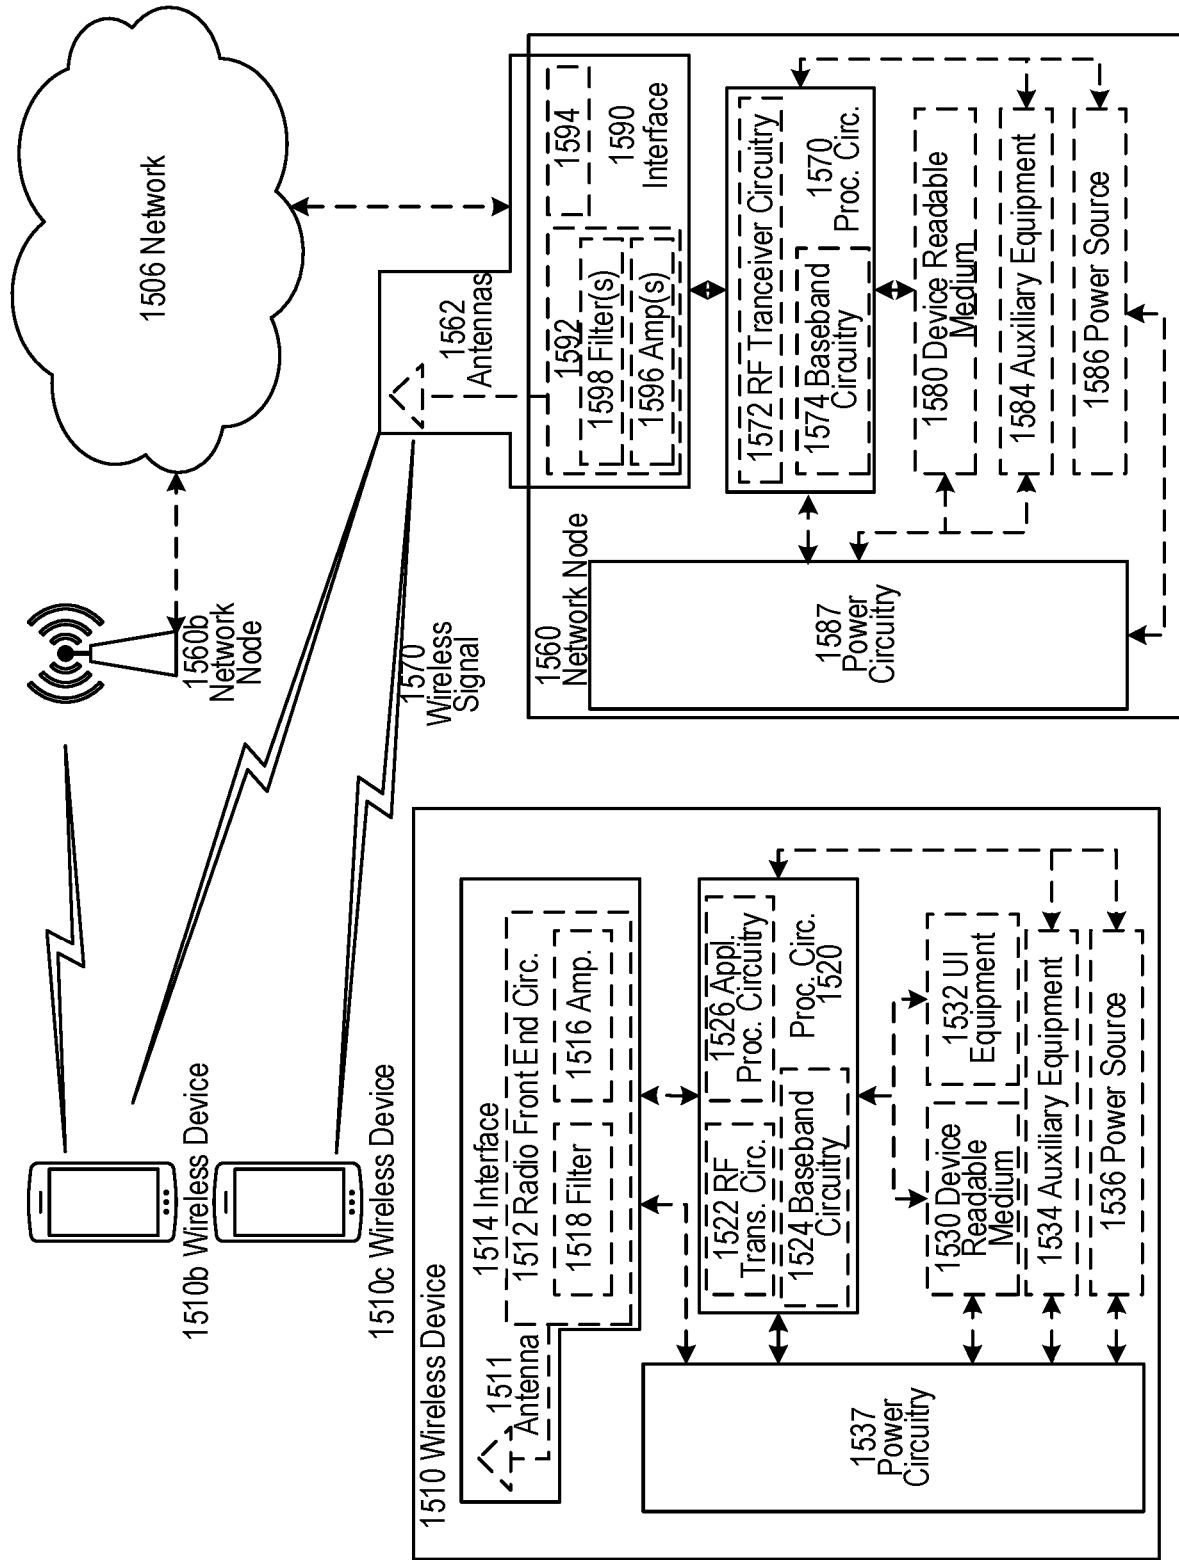 1506 Network
1560b
Network
Node
1510b Wireless Device
1510c Wireless Device
1570
Wireless
Signal
1510 Wireless Device
1511
Antenna
1514 Interface
1512 Radio Front End Circ.
1518 Filter
1516 Amp.
1522 RF
Trans. Circ.
1526 Appl.
Proc. Circuitry
1524 Baseband
Circuitry
Proc. Circ.
1520
1530 Device
Readable
Medium
1532 UI
Equipment
1534 Auxiliary Equipment
1536 Power Source
1537
Power
Circuitry
1560
Network Node
1562
Antennas
1592
1598 Filter(s)
1596 Amp(s)
1594
1590
Interface
1572 RF Tranceiver Circuitry
1574 Baseband
Circuitry
1570
Proc. Circ.
1580 Device Readable
Medium
1584 Auxiliary Equipment
1586 Power Source
1587
Power
Circuitry